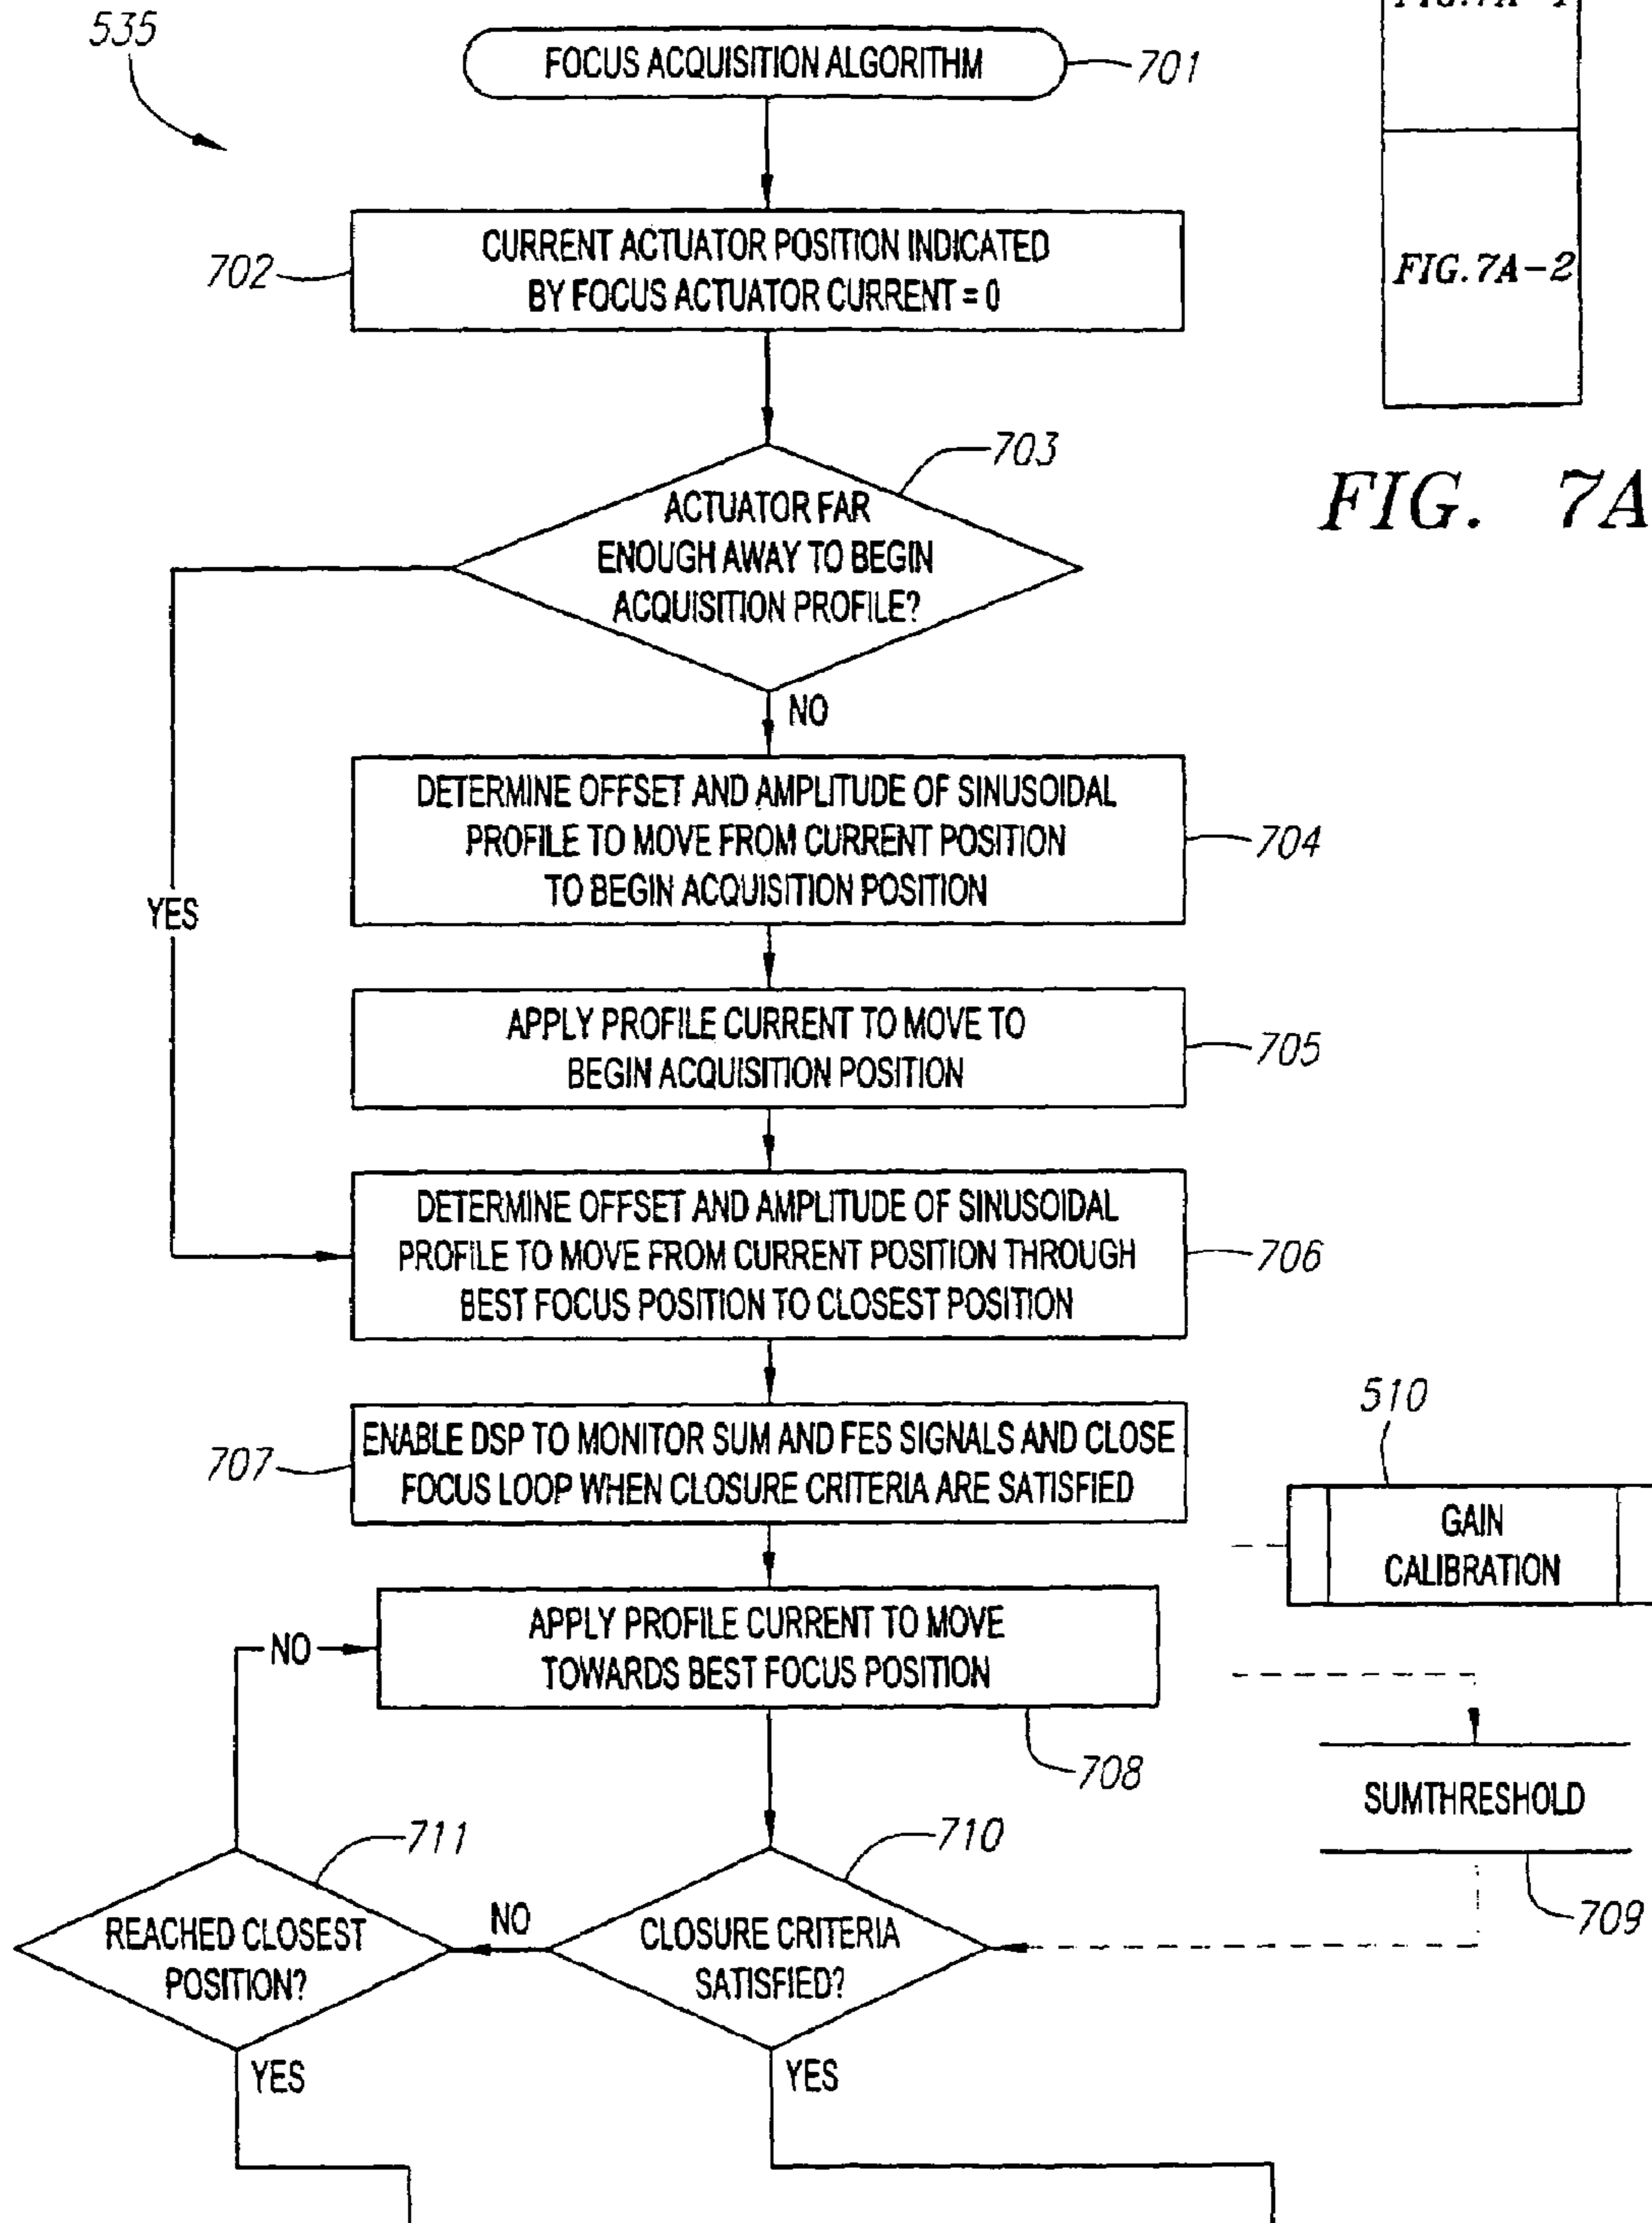 535
FOCUS ACQUISITION ALGORITHM
701
702
CURRENT ACTUATOR POSITION INDICATED
BY FOCUS ACTUATOR CURRENT = 0
FIG. 7A-2
FIG. 7A
703
ACTUATOR FAR
ENOUGH AWAY TO BEGIN
ACQUISITION PROFILE?
NO
YES
DETERMINE OFFSET AND AMPLITUDE OF SINUSOIDAL
PROFILE TO MOVE FROM CURRENT POSITION
TO BEGIN ACQUISITION POSITION
704
APPLY PROFILE CURRENT TO MOVE TO
BEGIN ACQUISITION POSITION
705
DETERMINE OFFSET AND AMPLITUDE OF SINUSOIDAL
PROFILE TO MOVE FROM CURRENT POSITION THROUGH
BEST FOCUS POSITION TO CLOSEST POSITION
706
707
ENABLE DSP TO MONITOR SUM AND FES SIGNALS AND CLOSE
FOCUS LOOP WHEN CLOSURE CRITERIA ARE SATISFIED
510
GAIN
CALIBRATION
NO
APPLY PROFILE CURRENT TO MOVE
TOWARDS BEST FOCUS POSITION
708
SUMTHRESHOLD
709
711
REACHED CLOSEST
POSITION?
NO
710
CLOSURE CRITERIA
SATISFIED?
YES
YES